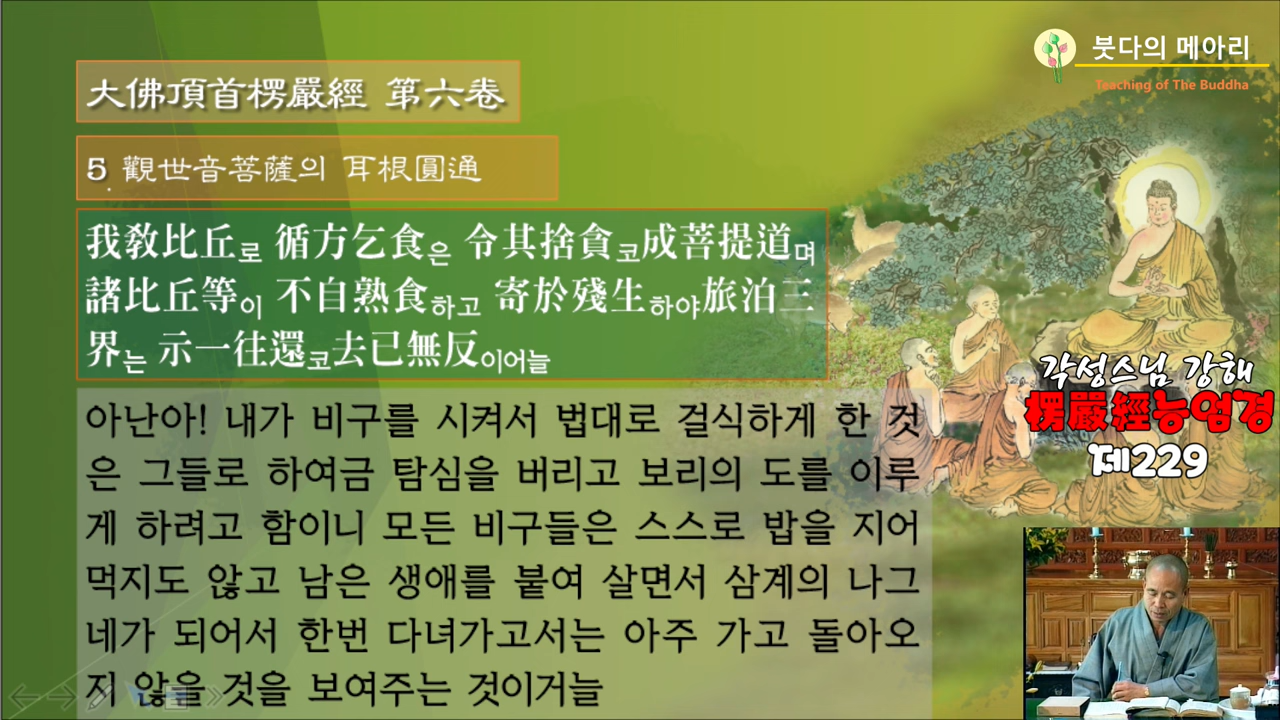 大佛頂首楞嚴經 第六卷
5. 觀世音菩薩의 耳根圓通
我敎比丘로 循方乞食은 令其捨貪코成菩提道며
諸比丘等이 不自熟食하고 寄於殘生하야旅泊三
界는 示一往還코去已無反이어늘
아난아! 내가 비구를 시켜서 법대로 걸식하게 한 것
은 그들로 하여금 탐심을 버리고 보리의 도를 이루
게 하려고 함이니 모든 비구들은 스스로 밥을 지어
먹지도 않고 남은 생애를 붙여 살면서 삼계의 나그
네가 되어서 한번 다녀가고서는 아주 가고 돌아오
지 않을 것을 보여주는 것이거늘
붓다의 메아리
Teaching of The Buddha
각성스님 강해
楞嚴經능엄경
제229